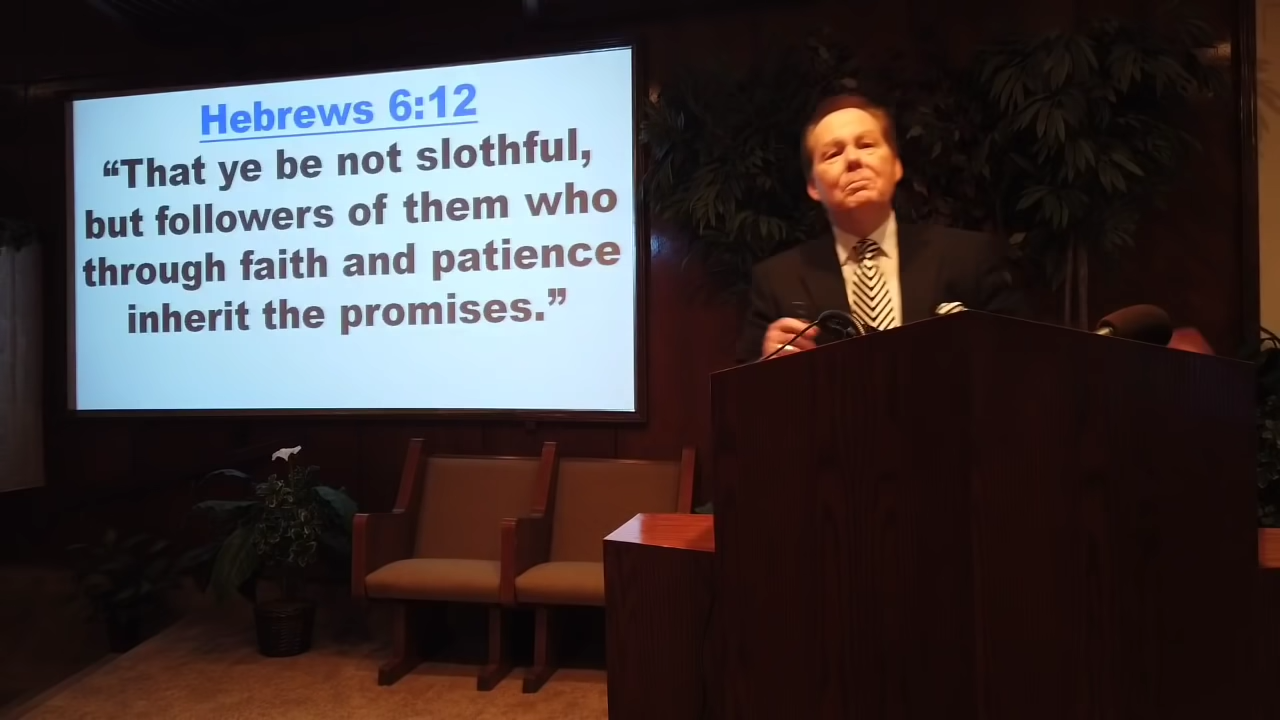 Hebrews 6:12
“That ye be not slothful,
but followers of them who
through faith and patience
inherit the promises.”